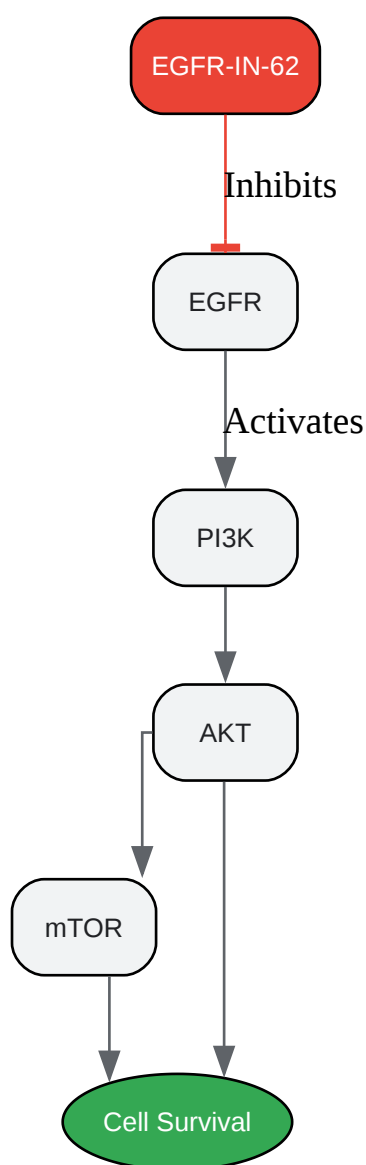 EGFR-IN-62
Inhibits
EGFR
Activates
PI3K
AKT
mTOR
Cell Survival